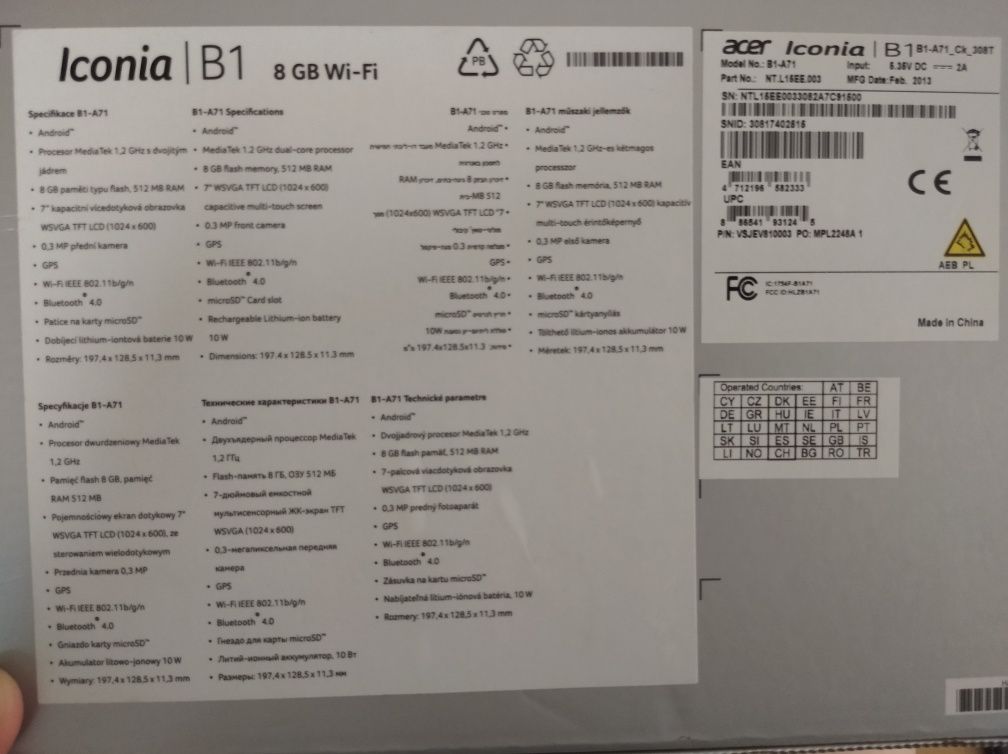 Iconia | B1 8 GB Wi-Fi
PB
Specifikace B1-A71
• Android™
• Procesor MediaTek 1,2 GHz s dvojitým
jádrem
• 8 GB paměti typu flash, 512 MB RAM
• 7" kapacitní vícedotyková obrazovka
WSVGA TFT LCD (1024 x 600)
• 0,3 MP přední kamera
• GPS
• Wi-Fi IEEE 802.11b/g/n
• Bluetooth® 4.0
• Patice na karty microSD™
• Dobíjecí lithium-iontová baterie 10 W
• Rozměry: 197,4 x 128,5 x 11,3 mm
B1-A71 Specifications
• Android™
• MediaTek 1.2 GHz dual-core processor
• 8 GB flash memory, 512 MB RAM
• 7" WSVGA TFT LCD (1024 x 600)
capacitive multi-touch screen
• 0.3 MP front camera
• GPS
• Wi-Fi IEEE 802.11b/g/n
• Bluetooth® 4.0
• microSD™ Card slot
• Rechargeable Lithium-ion battery
10 W
• Dimensions: 197.4 x 128.5 x 11.3 mm
B1-A71
Android™ •
MediaTek 1.2 GHz •
RAM 8 •
512 MB
7" WSVGA TFT LCD (1024x600) •
0.3 •
GPS •
Wi-Fi IEEE 802.11b/g/n •
Bluetooth® 4.0 •
microSD™ •
10W •
197.4x128.5x11.3 •
B1-A71 műszaki jellemzők
• Android™
• MediaTek 1,2 GHz-es kétmagos
processzor
• 8 GB flash memória, 512 MB RAM
• 7" WSVGA TFT LCD (1024 x 600) kapacitív
multi-touch érintőképernyő
• 0,3 MP első kamera
• GPS
• Wi-Fi IEEE 802.11b/g/n
• Bluetooth® 4.0
• microSD™ kártyanyílás
• Tölthető lítium-ionos akkumulátor 10 W
• Méretek: 197,4 x 128,5 x 11,3 mm
Specyfikacje B1-A71
• Android™
• Procesor dwurdzeniowy MediaTek
1,2 GHz
• Pamięć flash 8 GB, pamięć
RAM 512 MB
• Pojemnościowy ekran dotykowy 7"
WSVGA TFT LCD (1024 x 600), ze
sterowaniem wielodotykowym
• Przednia kamera 0,3 MP
• GPS
• Wi-Fi IEEE 802.11b/g/n
• Bluetooth® 4.0
• Gniazdo karty microSD™
• Akumulator litowo-jonowy 10 W
• Wymiary: 197,4 x 128,5 x 11,3 mm
Технические характеристики B1-A71
• Android™
• Двухъядерный процессор MediaTek
1,2 ГГц
• Flash-память 8 ГБ, ОЗУ 512 МБ
• 7-дюймовый емкостной
мультисенсорный ЖК-экран TFT
WSVGA (1024 x 600)
• 0,3-мегапиксельная передняя
камера
• GPS
• Wi-Fi IEEE 802.11b/g/n
• Bluetooth® 4.0
• Гнездо для карты microSD™
• Литий-ионный аккумулятор, 10 Вт
• Размеры: 197,4 x 128,5 x 11,3 мм
B1-A71 Technické parametre
• Android™
• Dvojjadrový procesor MediaTek 1,2 GHz
• 8 GB flash pamäť, 512 MB RAM
• 7-palcová viacdotyková obrazovka
WSVGA TFT LCD (1024 x 600)
• 0,3 MP predný fotoaparát
• GPS
• Wi-Fi IEEE 802.11b/g/n
• Bluetooth® 4.0
• Zásuvka na kartu microSD™
• Nabíjateľná lítium-iónová batéria, 10 W
• Rozmery: 197,4 x 128,5 x 11,3 mm
acer Iconia | B1 B1-A71_Ck_308T
Model No.: B1-A71 Input: 5.35V DC ⎓ 2A
Part No.: NT.L15EE.003 MFG Date:Feb. 2013
SN: NTL15EE0033082A7C91500
SNID: 30817402815
EAN
4 712196 582333
UPC
8 86541 93124 5
P/N: VSJEV810003 PO: MPL2248A 1
CE
AEB PL
FC
IC:1754F-B1A71
FCC ID:HLZB1A71
Made in China
Operated Countries: AT BE
CY CZ DK EE FI FR
DE GR HU IE IT LV
LT LU MT NL PL PT
SK SI ES SE GB IS
LI NO CH BG RO TR